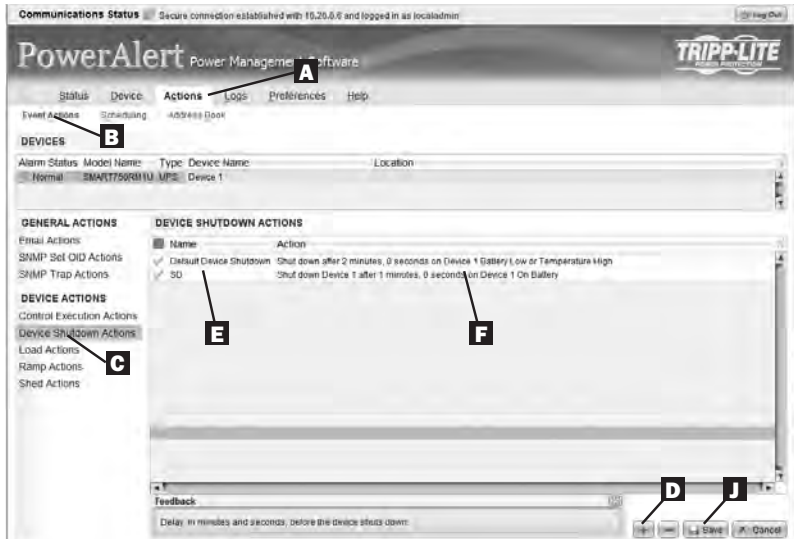 Communications Status Secure connection established with 10.20.0.6 and logged in as localadmin Log Out
PowerAlert Power Management Software
TRIPP·LITE
POWER PROTECTION
A
Status Device Actions Logs Preferences Help
Event Actions Scheduling Address Book
B
DEVICES
Alarm Status Model Name Type Device Name Location
Normal SMART750RM1U UPS Device 1
GENERAL ACTIONS
Email Actions
SNMP Set OID Actions
SNMP Trap Actions
DEVICE ACTIONS
Control Execution Actions
Device Shutdown Actions
Load Actions
C
Ramp Actions
Shed Actions
DEVICE SHUTDOWN ACTIONS
Name Action
Default Device Shutdown Shut down after 2 minutes, 0 seconds on Device 1 Battery Low or Temperature High
SD Shut down Device 1 after 1 minutes, 0 seconds on Device 1 On Battery
E F
D J
Feedback
Delay, in minutes and seconds, before the device shuts down.
+ − Save X Cancel